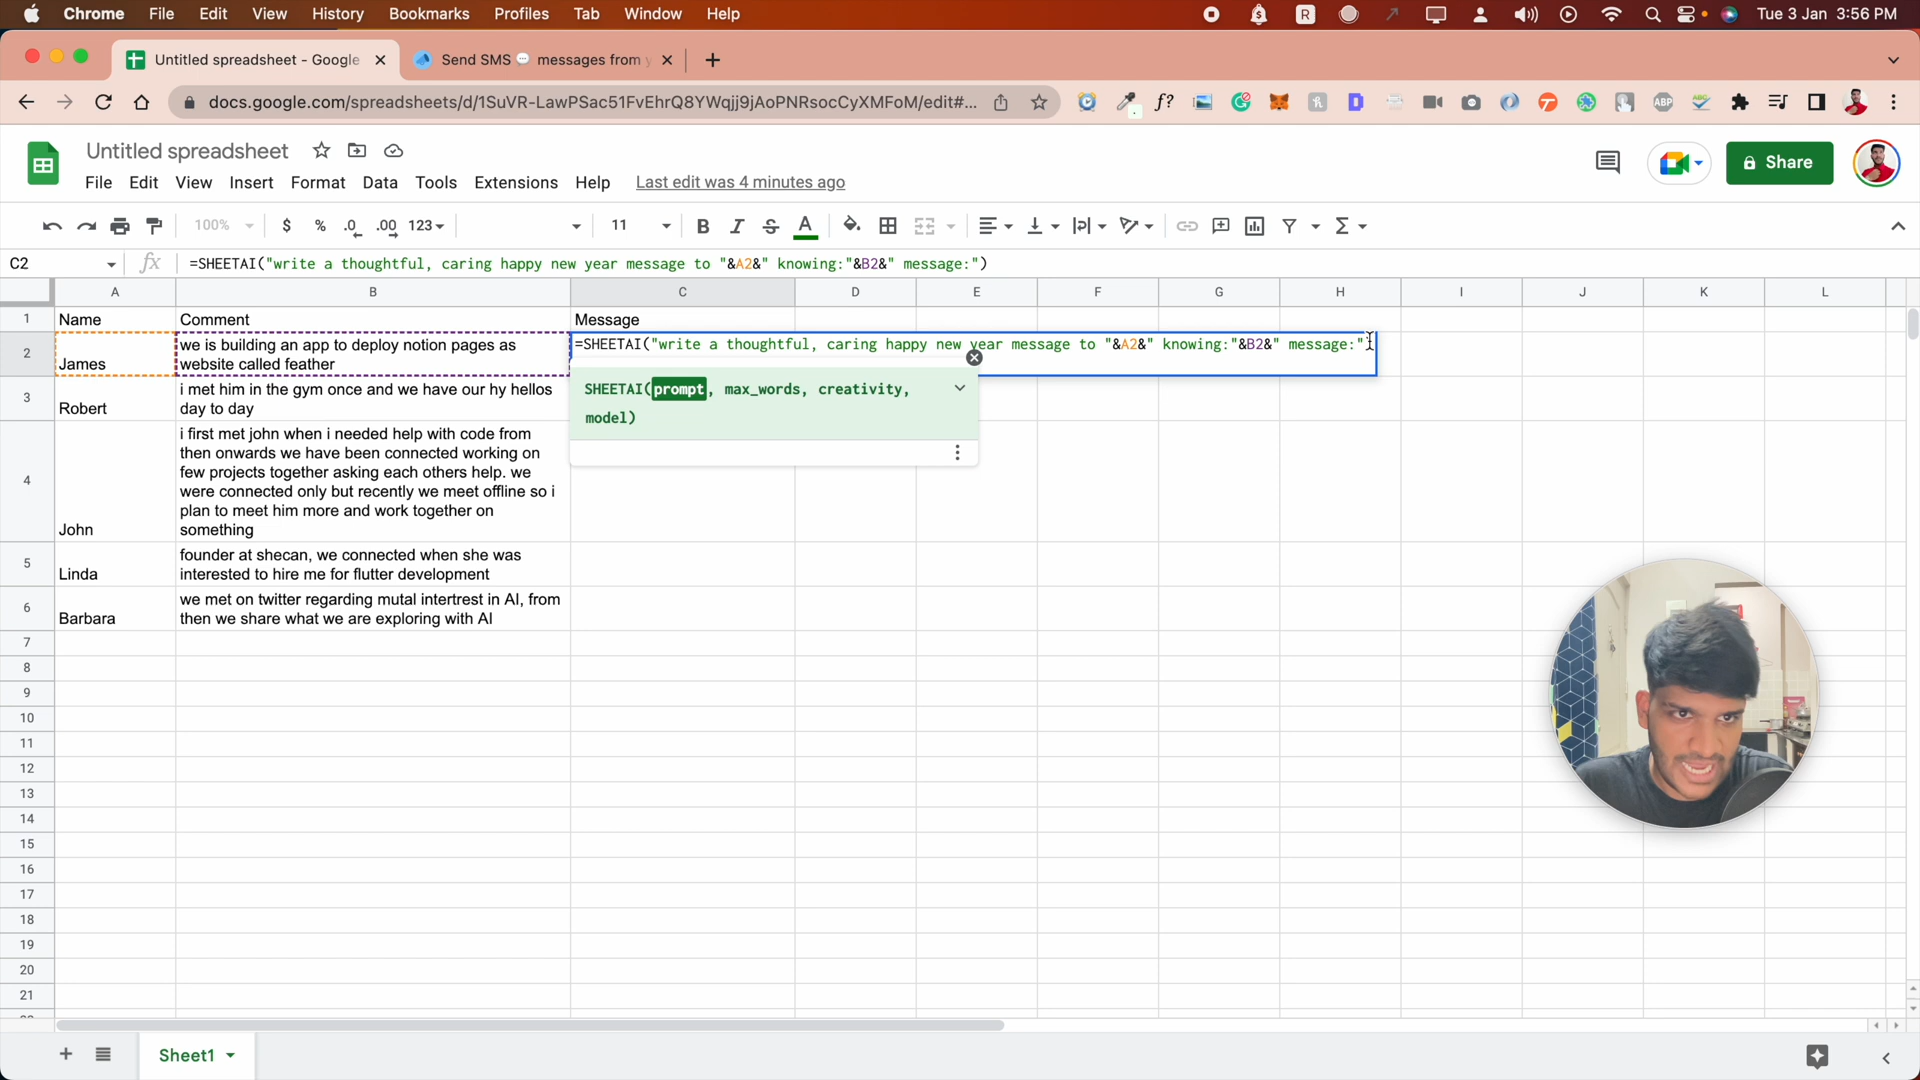 Chrome File Edit View History Bookmarks Profiles Tab Window Help
R
Tue 3 Jan 3:56 PM
Untitled spreadsheet - Google
Send SMS 💬 messages from y
docs.google.com/spreadsheets/d/1SuVR-LawPSac51FvEhrQ8YWqjj9jAoPNRsocCyXMFoM/edit#...
f?
ABP
Untitled spreadsheet
Share
File Edit View Insert Format Data Tools Extensions Help Last edit was 4 minutes ago
100% $ % .0 .00 123 11 B I S A Σ
C2 fx =SHEETAI("write a thoughtful, caring happy new year message to "&A2&" knowing:"&B2&" message:")
A B C D E F G H I J K L
1 Name Comment Message
2 James we is building an app to deploy notion pages as
website called feather
=SHEETAI("write a thoughtful, caring happy new year message to "&A2&" knowing:"&B2&" message:"
SHEETAI(prompt, max_words, creativity,
model)
3 Robert i met him in the gym once and we have our hy hellos
day to day
4 John i first met john when i needed help with code from
then onwards we have been connected working on
few projects together asking each others help. we
were connected only but recently we meet offline so i
plan to meet him more and work together on
something
5 Linda founder at shecan, we connected when she was
interested to hire me for flutter development
6 Barbara we met on twitter regarding mutal intertrest in AI, from
then we share what we are exploring with AI
7
8
9
10
11
12
13
14
15
16
17
18
19
20
21
Sheet1